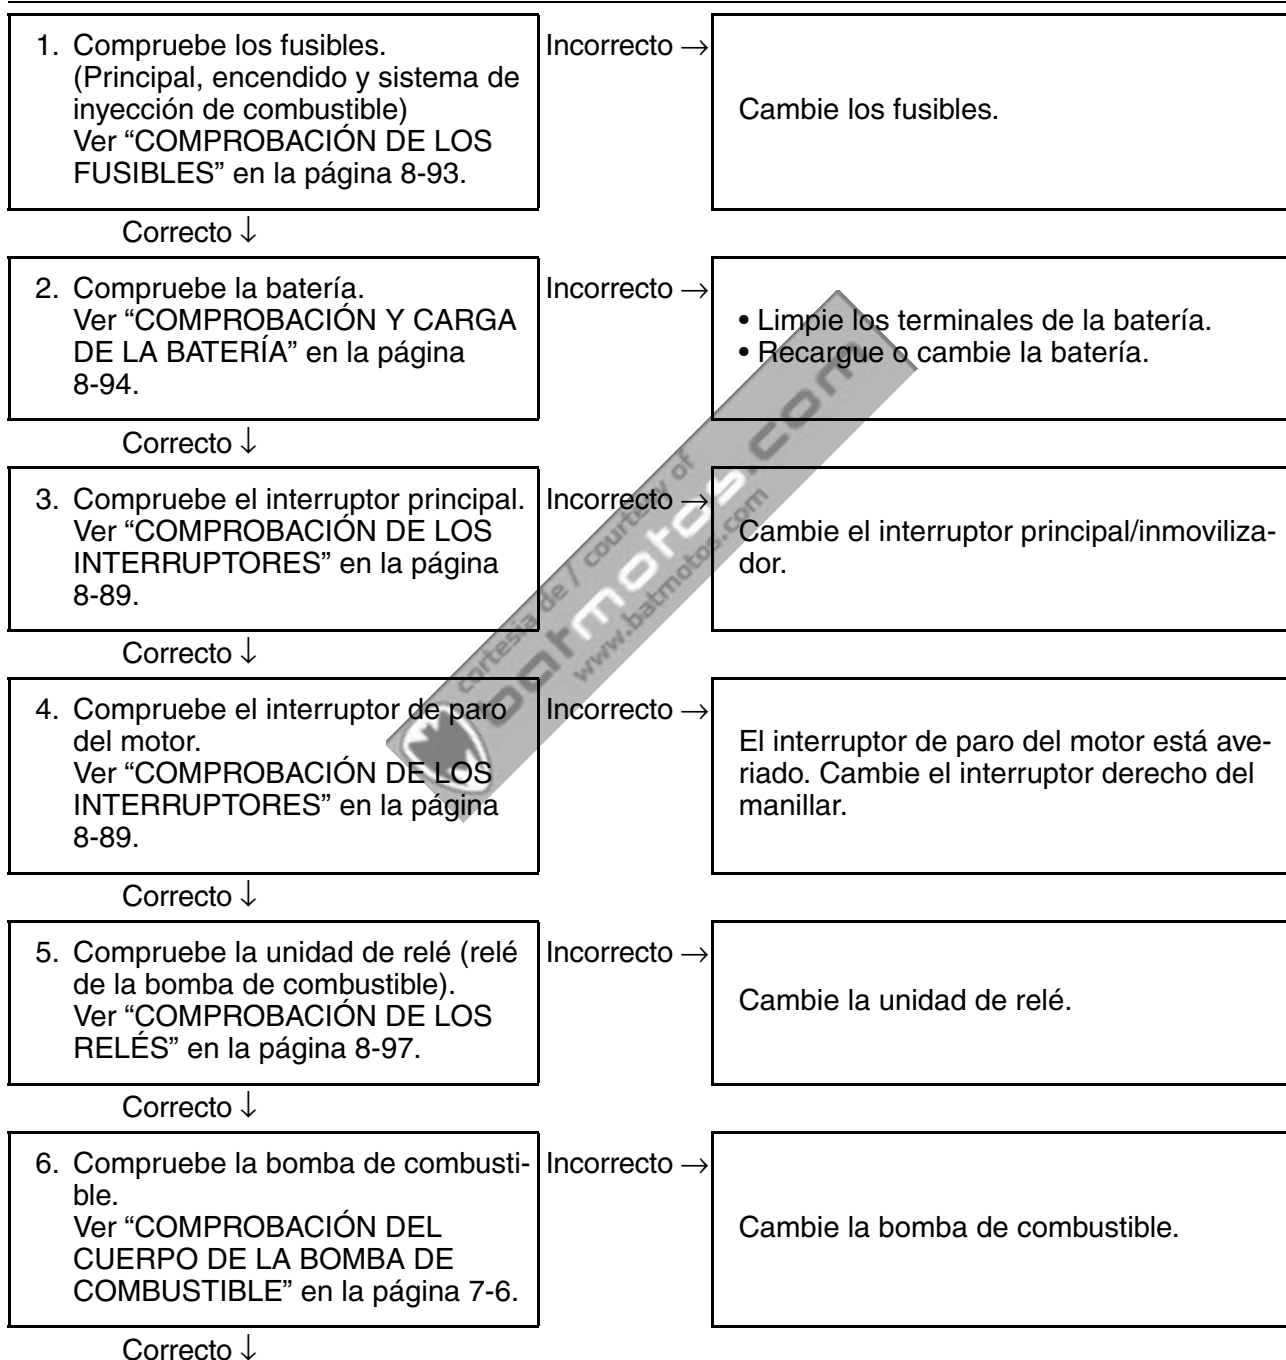 1. Compruebe los fusibles.
(Principal, encendido y sistema de
inyección de combustible)
Ver “COMPROBACIÓN DE LOS
FUSIBLES” en la página 8-93.
Incorrecto →
Cambie los fusibles.
Correcto ↓
2. Compruebe la batería.
Ver “COMPROBACIÓN Y CARGA
DE LA BATERÍA” en la página
8-94.
Incorrecto →
• Limpie los terminales de la batería.
• Recargue o cambie la batería.
Correcto ↓
3. Compruebe el interruptor principal.
Ver “COMPROBACIÓN DE LOS
INTERRUPTORES” en la página
8-89.
Incorrecto →
Cambie el interruptor principal/inmoviliza-
dor.
Correcto ↓
4. Compruebe el interruptor de paro
del motor.
Ver “COMPROBACIÓN DE LOS
INTERRUPTORES” en la página
8-89.
Incorrecto →
El interruptor de paro del motor está ave-
riado. Cambie el interruptor derecho del
manillar.
Correcto ↓
5. Compruebe la unidad de relé (relé
de la bomba de combustible).
Ver “COMPROBACIÓN DE LOS
RELÉS” en la página 8-97.
Incorrecto →
Cambie la unidad de relé.
Correcto ↓
6. Compruebe la bomba de combusti-
ble.
Ver “COMPROBACIÓN DEL
CUERPO DE LA BOMBA DE
COMBUSTIBLE” en la página 7-6.
Incorrecto →
Cambie la bomba de combustible.
Correcto ↓
cortesia de / courtesy of
batmotos.com
www.batmotos.com